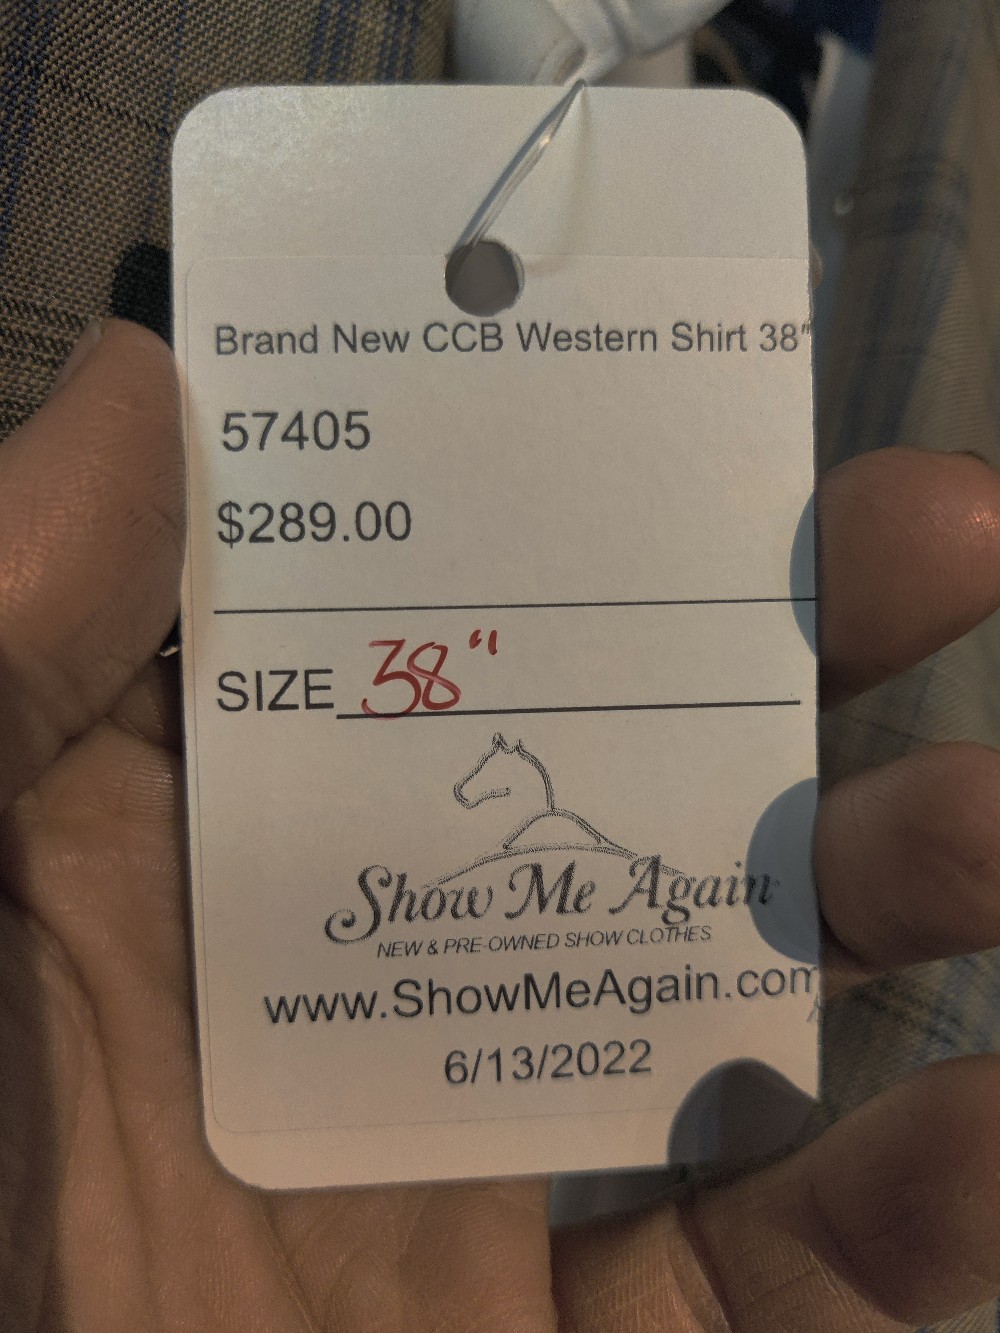 Brand New CCB Western Shirt 38"
57405
$289.00
SIZE 38"
Show Me Again
NEW & PRE-OWNED SHOW CLOTHES
www.ShowMeAgain.com
6/13/2022